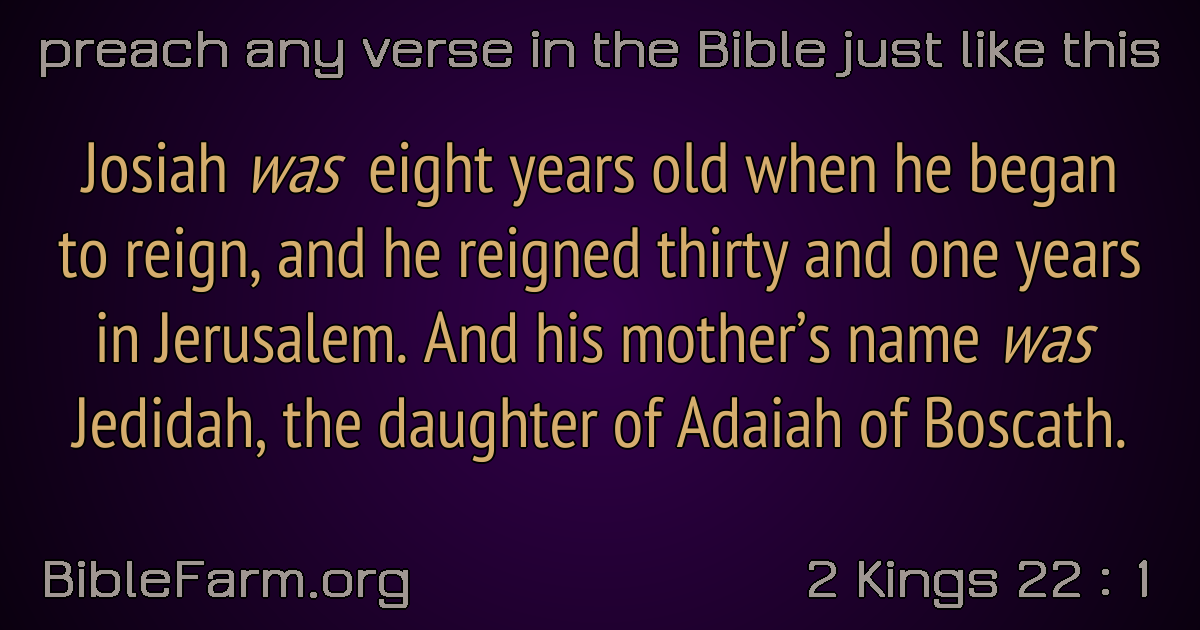 preach any verse in the Bible just like this
Josiah was eight years old when he began
to reign, and he reigned thirty and one years
in Jerusalem. And his mother’s name was
Jedidah, the daughter of Adaiah of Boscath.
BibleFarm.org
2 Kings 22 : 1